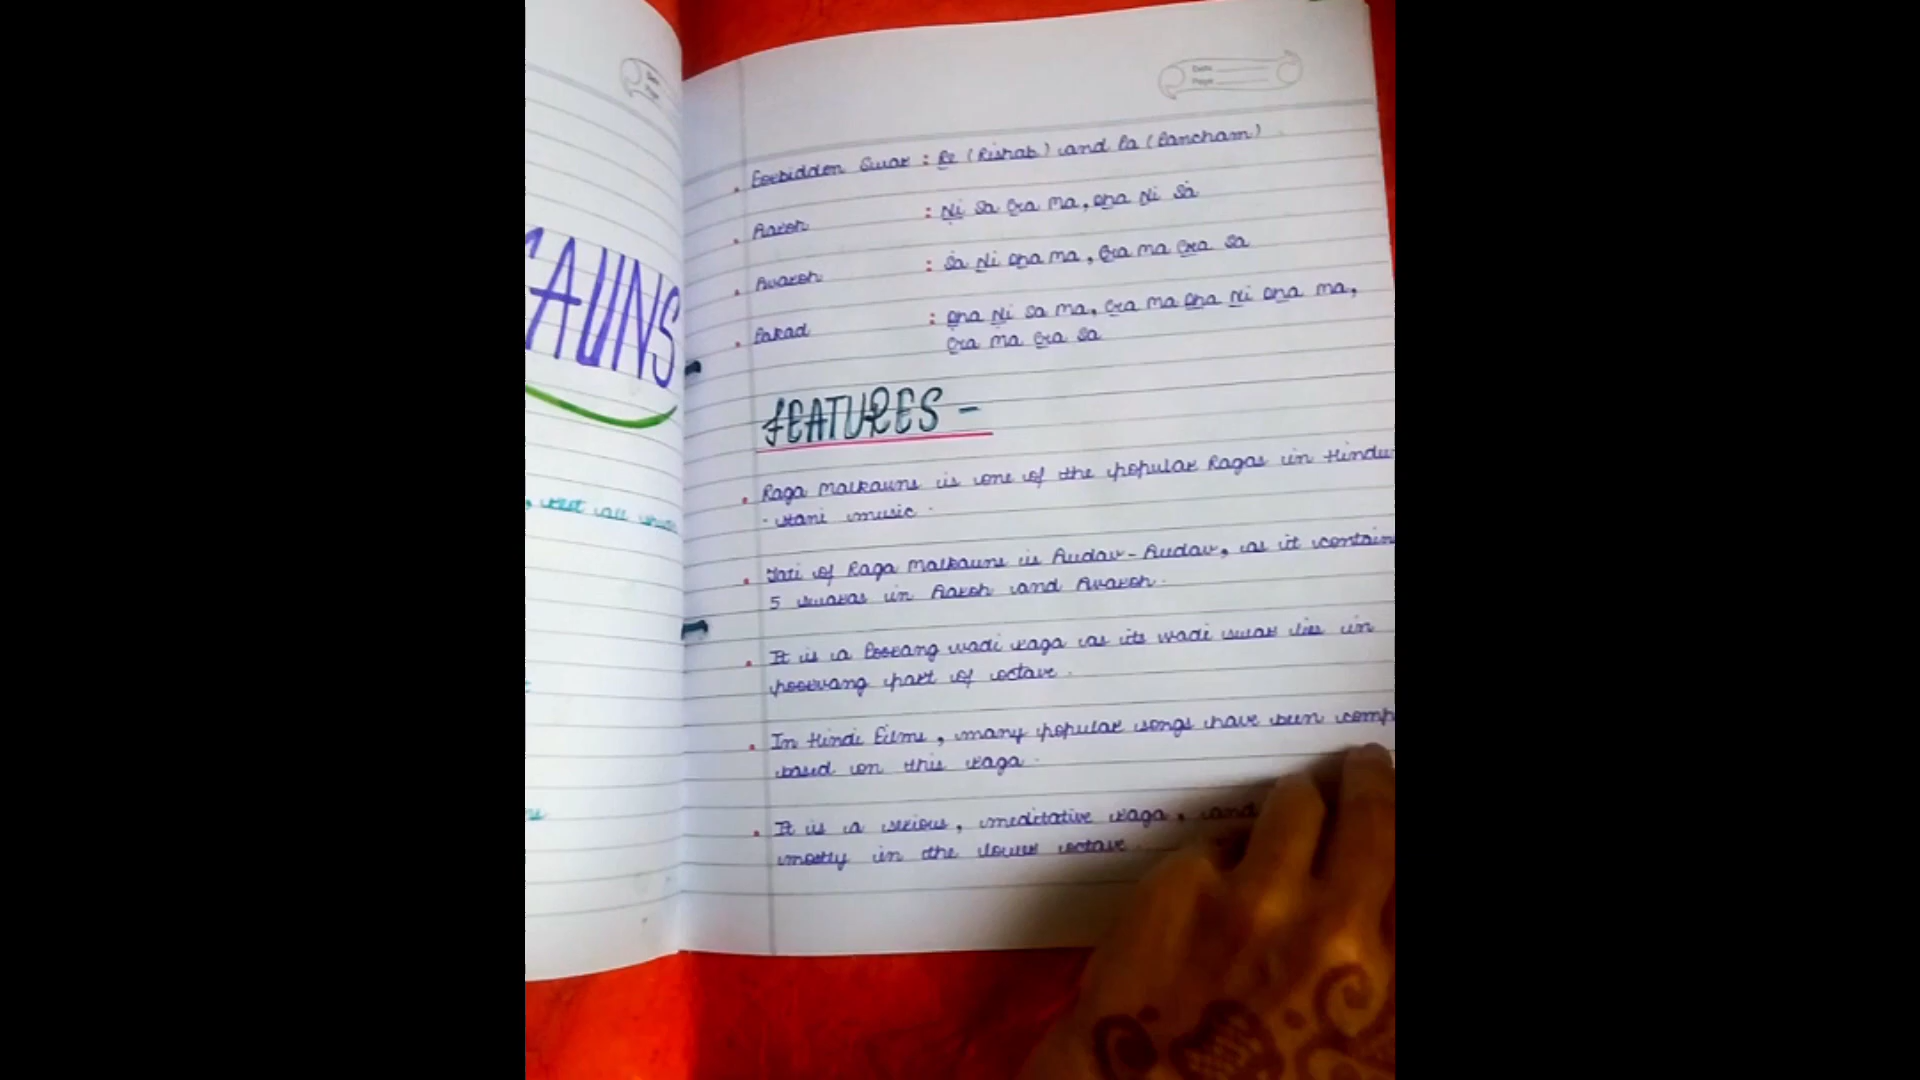 AUNS
Date
Page
Forbidden Swar : Re (Rishab) and Pa (Pancham)
Aaroh : Ni Sa Ga Ma, Dha Ni Sa
Avaroh : Sa Ni Dha Ma, Ga Ma Ga Sa
Pakad : Dha Ni Sa Ma, Ga Ma Dha Ni Dha Ma,
Ga Ma Ga Sa
FEATURES -
Raga Malkauns is one of the popular Ragas in Hindu-
-stani music.
Jati of Raga Malkauns is Audav-Audav, as it contain
5 swaras in Aaroh and Avaroh.
It is a Poorang wadi raga as its wadi swar lies in
poorvang part of octave.
In Hindi Films, many popular songs have been comp
based on this raga.
It is a serious, meditative raga, and
mostly in the lower octave.